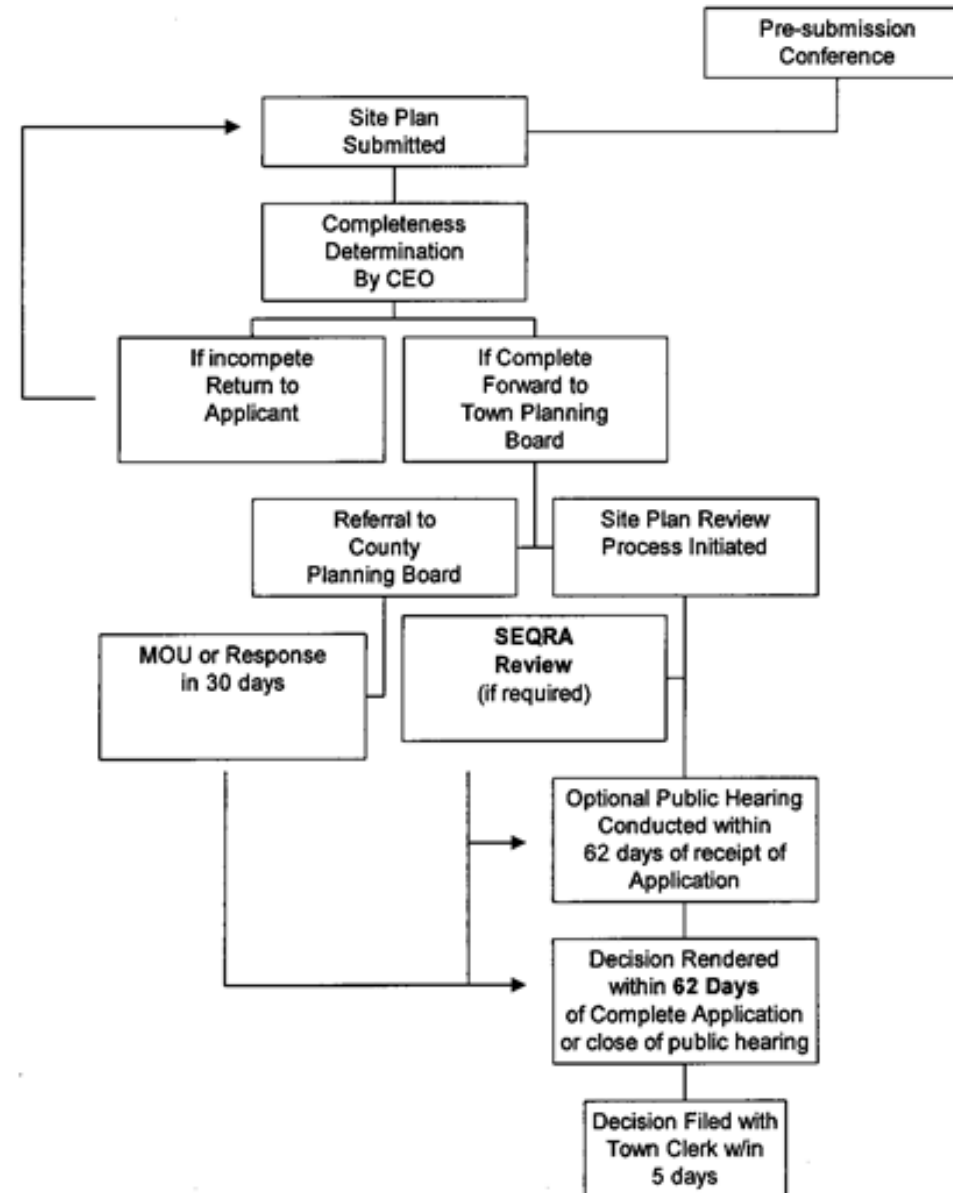 Pre-submission
Conference
Site Plan
Submitted
Completeness
Determination
By CEO
If incompete
Return to
Applicant
If Complete
Forward to
Town Planning
Board
Referral to
County
Planning Board
Site Plan Review
Process Initiated
MOU or Response
in 30 days
SEQRA
Review
(if required)
Optional Public Hearing
Conducted within
62 days of receipt of
Application
Decision Rendered
within 62 Days
of Complete Application
or close of public hearing
Decision Filed with
Town Clerk w/in
5 days